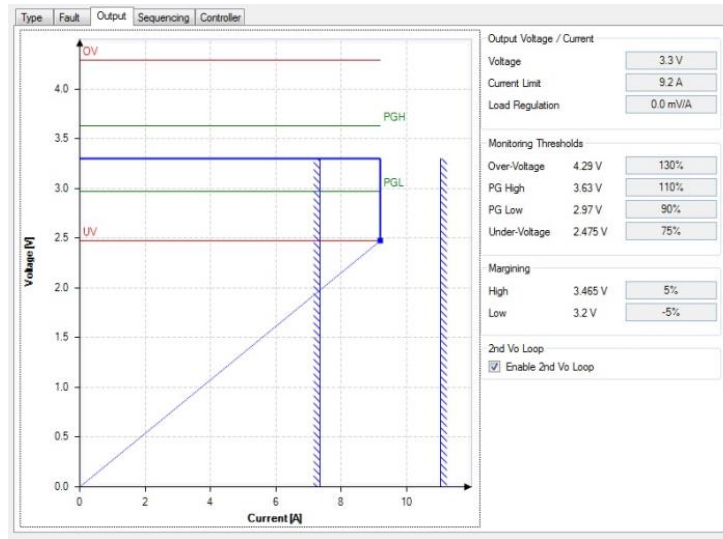 Type Fault Output Sequencing Controller
OV
4.0
PGH
3.5
3.0
PGL
UV
2.5
2.0
1.5
1.0
0.5
0.0
0 2 4 6 8 10
Voltage [V]
Current [A]
Output Voltage / Current
Voltage 3.3 V
Current Limit 9.2 A
Load Regulation 0.0 mV/A
Monitoring Thresholds
Over-Voltage 4.29 V 130%
PG High 3.63 V 110%
PG Low 2.97 V 90%
Under-Voltage 2.475 V 75%
Margining
High 3.465 V 5%
Low 3.2 V -5%
2nd Vo Loop
Enable 2nd Vo Loop